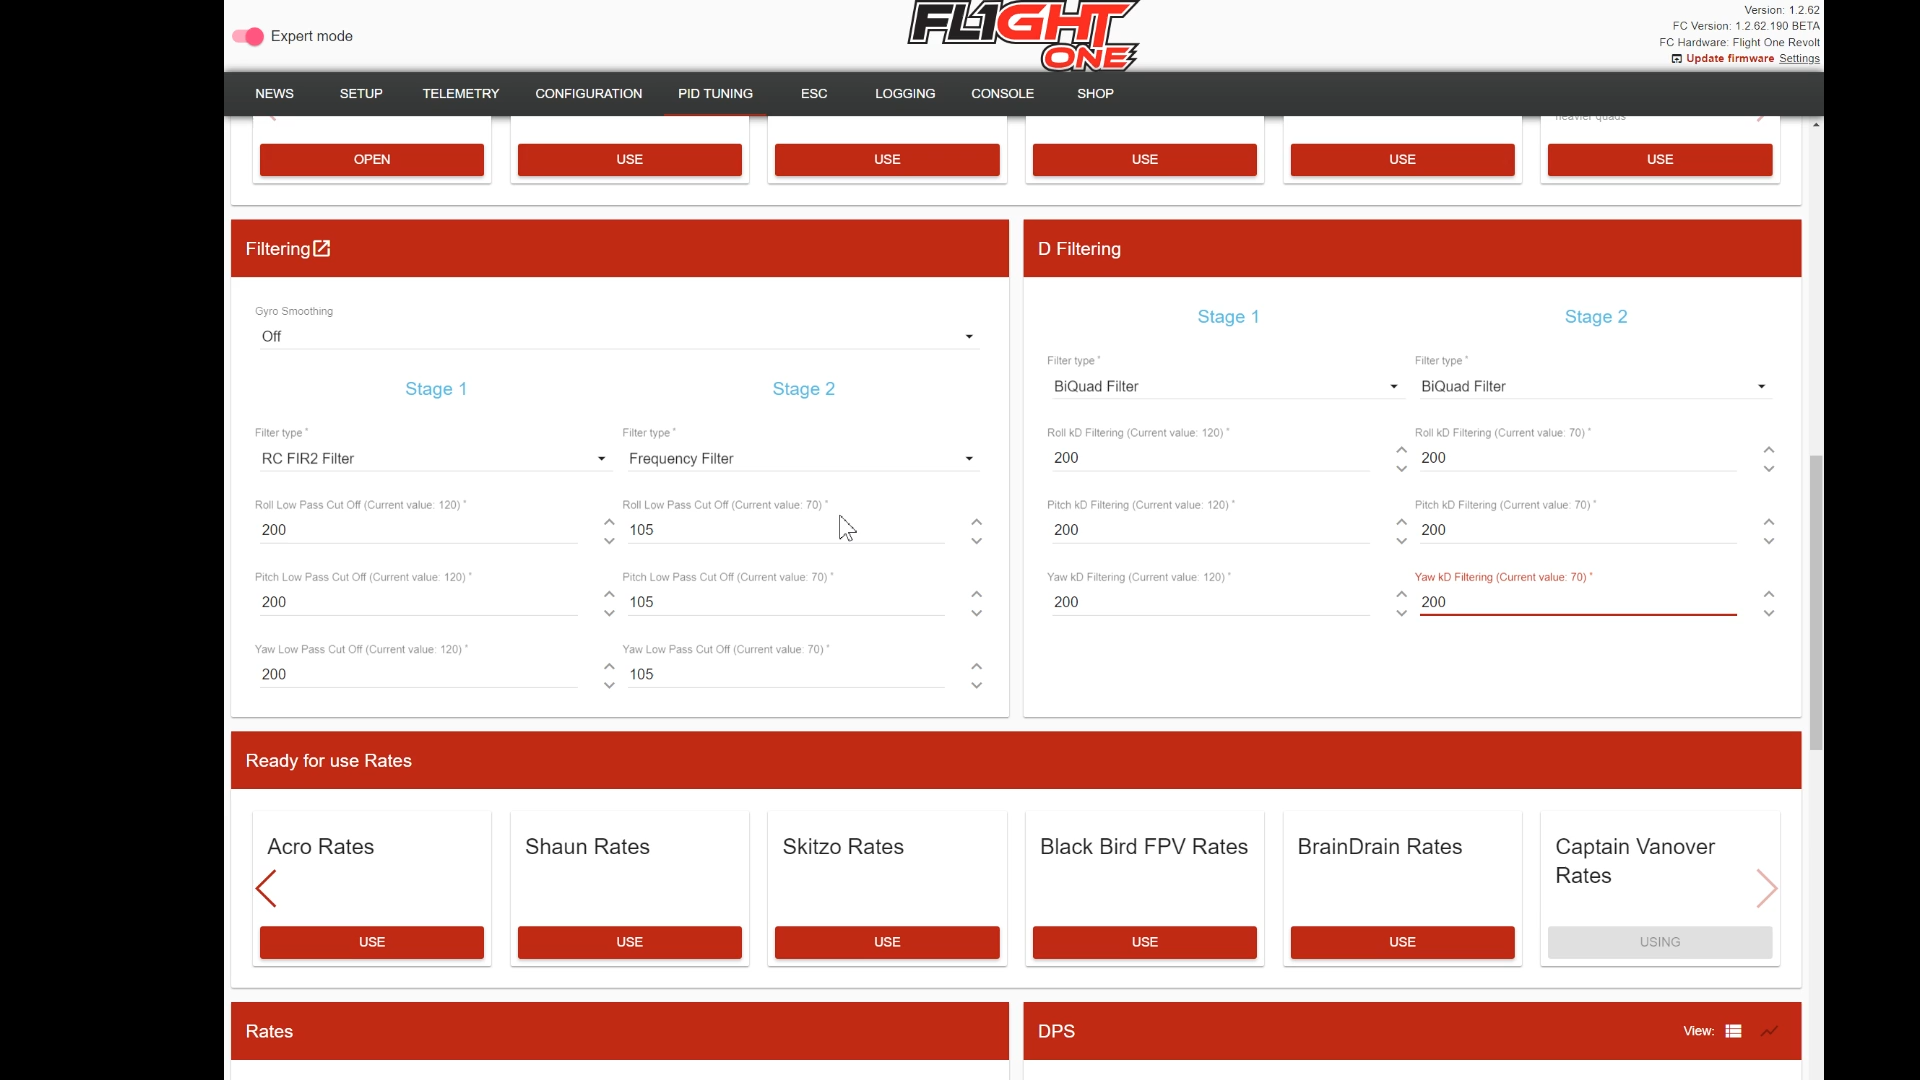 Expert mode
FL1GHT
ONE
Version: 1.2.62
FC Version: 1.2.62.190 BETA
FC Hardware: Flight One Revolt
Update firmware Settings
NEWS SETUP TELEMETRY CONFIGURATION PID TUNING ESC LOGGING CONSOLE SHOP
heavier quads
OPEN USE USE USE USE USE
Filtering
Gyro Smoothing
Off
Stage 1 Stage 2
Filter type * Filter type *
RC FIR2 Filter Frequency Filter
Roll Low Pass Cut Off (Current value: 120) * Roll Low Pass Cut Off (Current value: 70) *
200 105
Pitch Low Pass Cut Off (Current value: 120) * Pitch Low Pass Cut Off (Current value: 70) *
200 105
Yaw Low Pass Cut Off (Current value: 120) * Yaw Low Pass Cut Off (Current value: 70) *
200 105
D Filtering
Stage 1 Stage 2
Filter type * Filter type *
BiQuad Filter BiQuad Filter
Roll kD Filtering (Current value: 120) * Roll kD Filtering (Current value: 70) *
200 200
Pitch kD Filtering (Current value: 120) * Pitch kD Filtering (Current value: 70) *
200 200
Yaw kD Filtering (Current value: 120) * Yaw kD Filtering (Current value: 70) *
200 200
Ready for use Rates
Acro Rates Shaun Rates Skitzo Rates Black Bird FPV Rates BrainDrain Rates Captain Vanover
Rates
USE USE USE USE USE USING
Rates
DPS View: